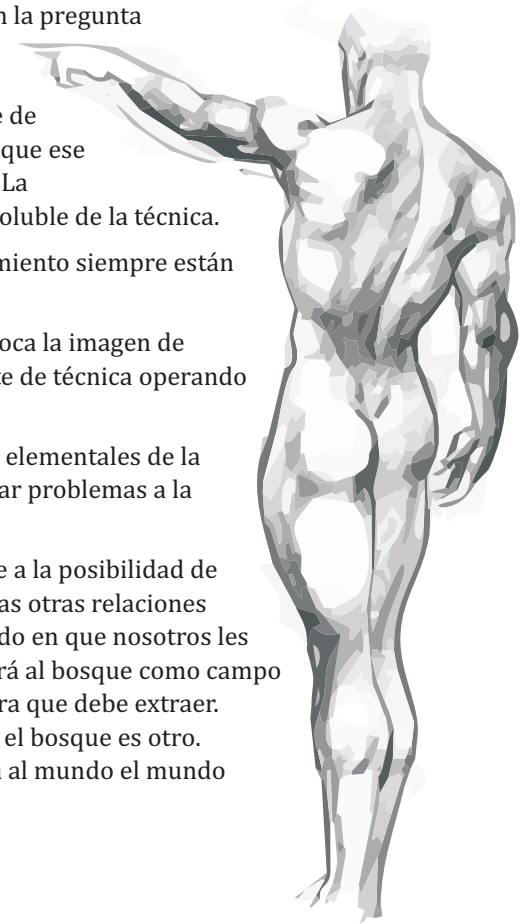 n la pregunta
e de
que ese
La
oluble de la técnica.
miento siempre están
oca la imagen de
te de técnica operando
elementales de la
ar problemas a la
e a la posibilidad de
as otras relaciones
do en que nosotros les
rá al bosque como campo
ra que debe extraer.
el bosque es otro.
al mundo el mundo